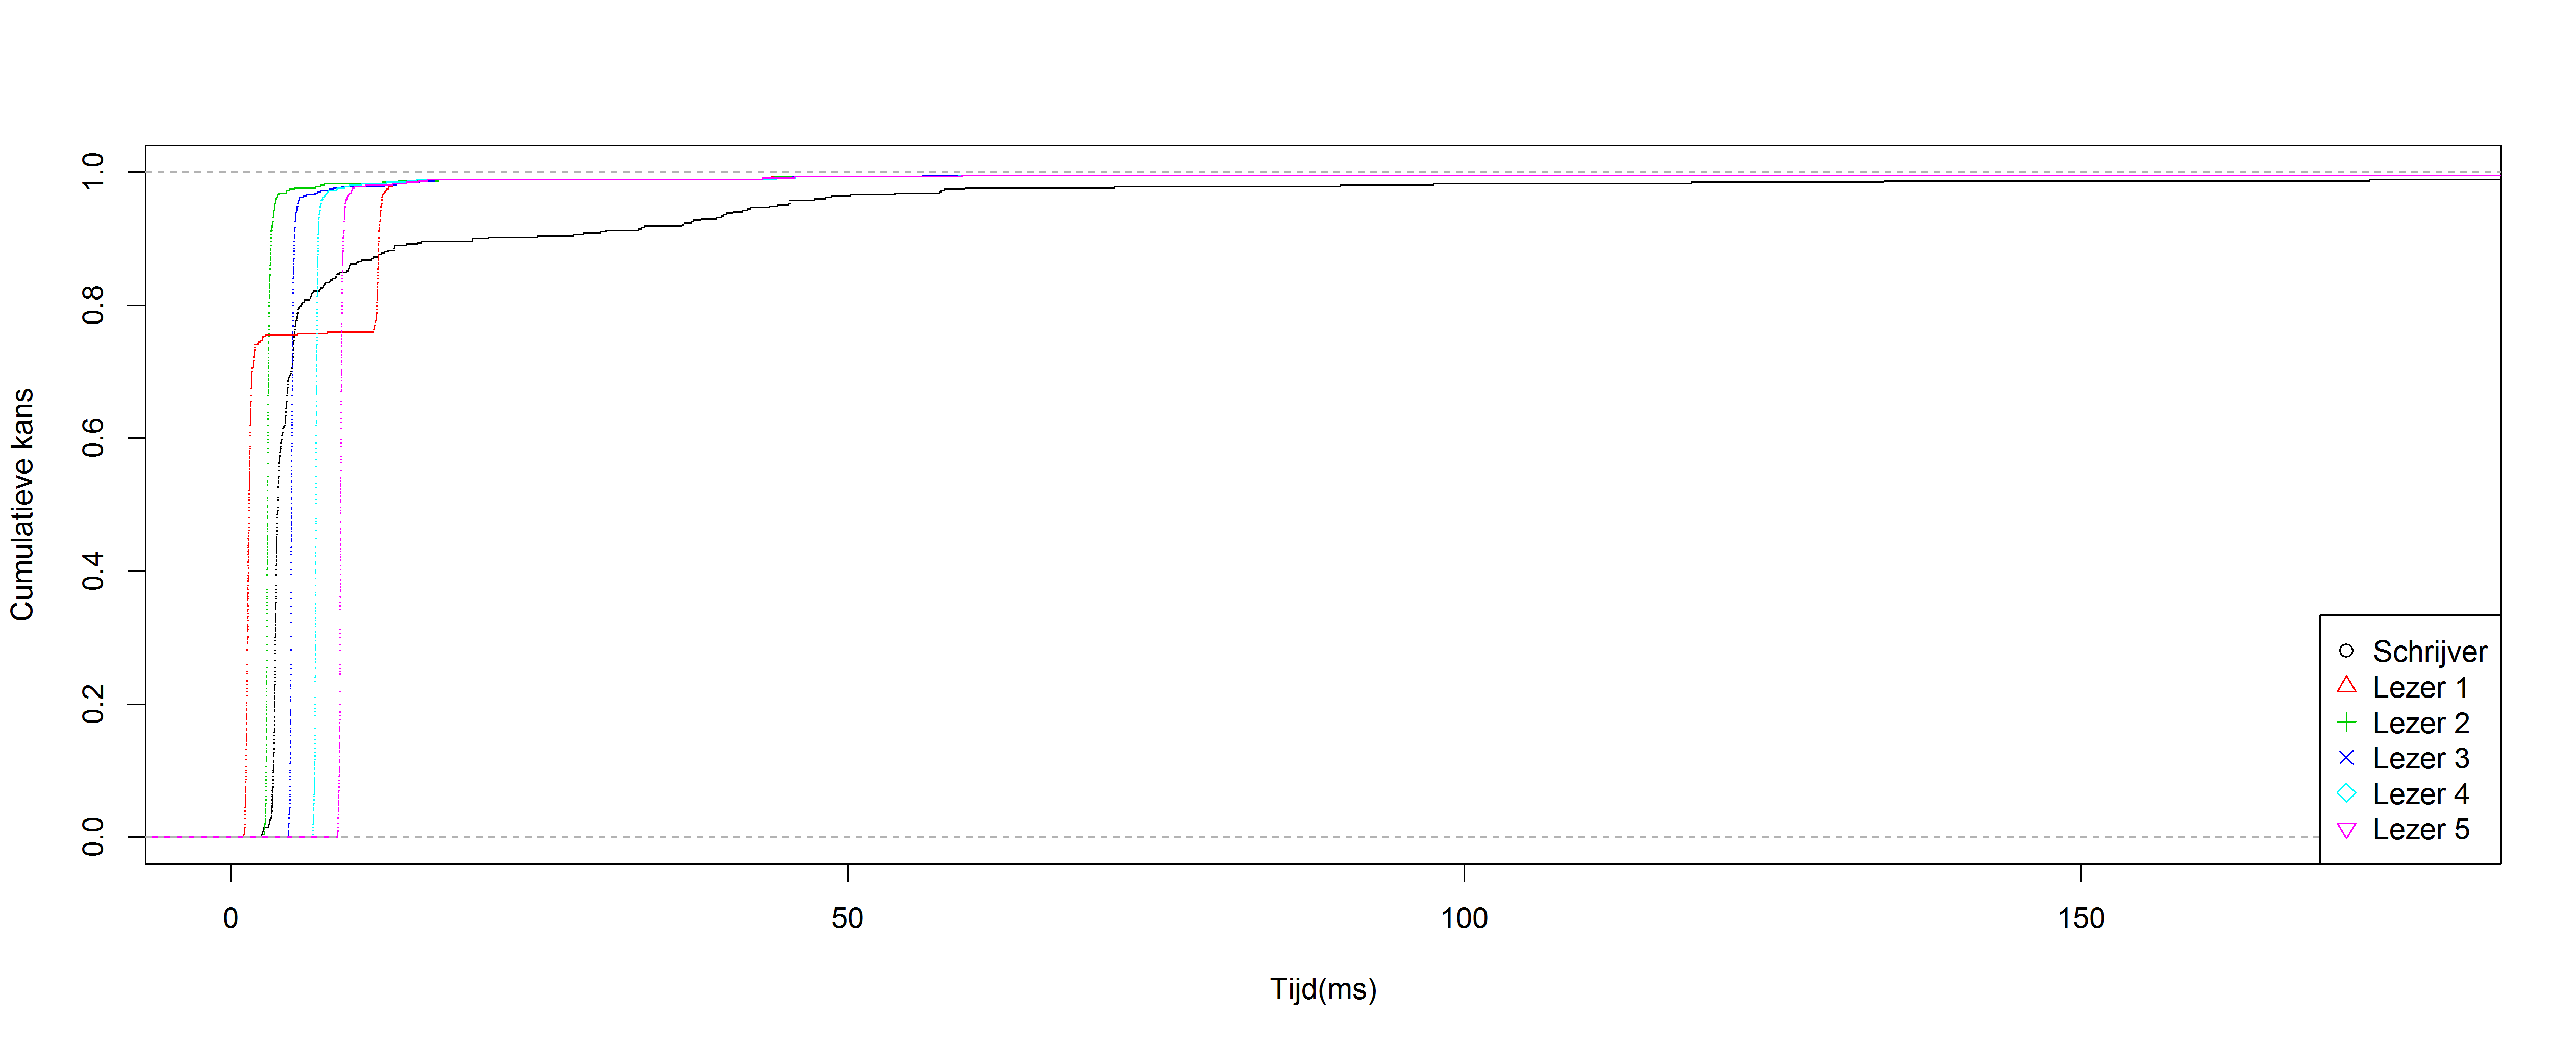 Cumulatieve kans
1.0
0.8
0.6
0.4
0.2
0.0
0 50 100 150
Tijd(ms)
Schrijver
Lezer 1
Lezer 2
Lezer 3
Lezer 4
Lezer 5